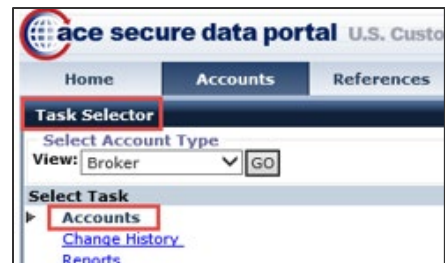 ace secure data portal U.S. Custo
Home Accounts References
Task Selector
Select Account Type
View: Broker GO
Select Task
Accounts
Change History
Reports